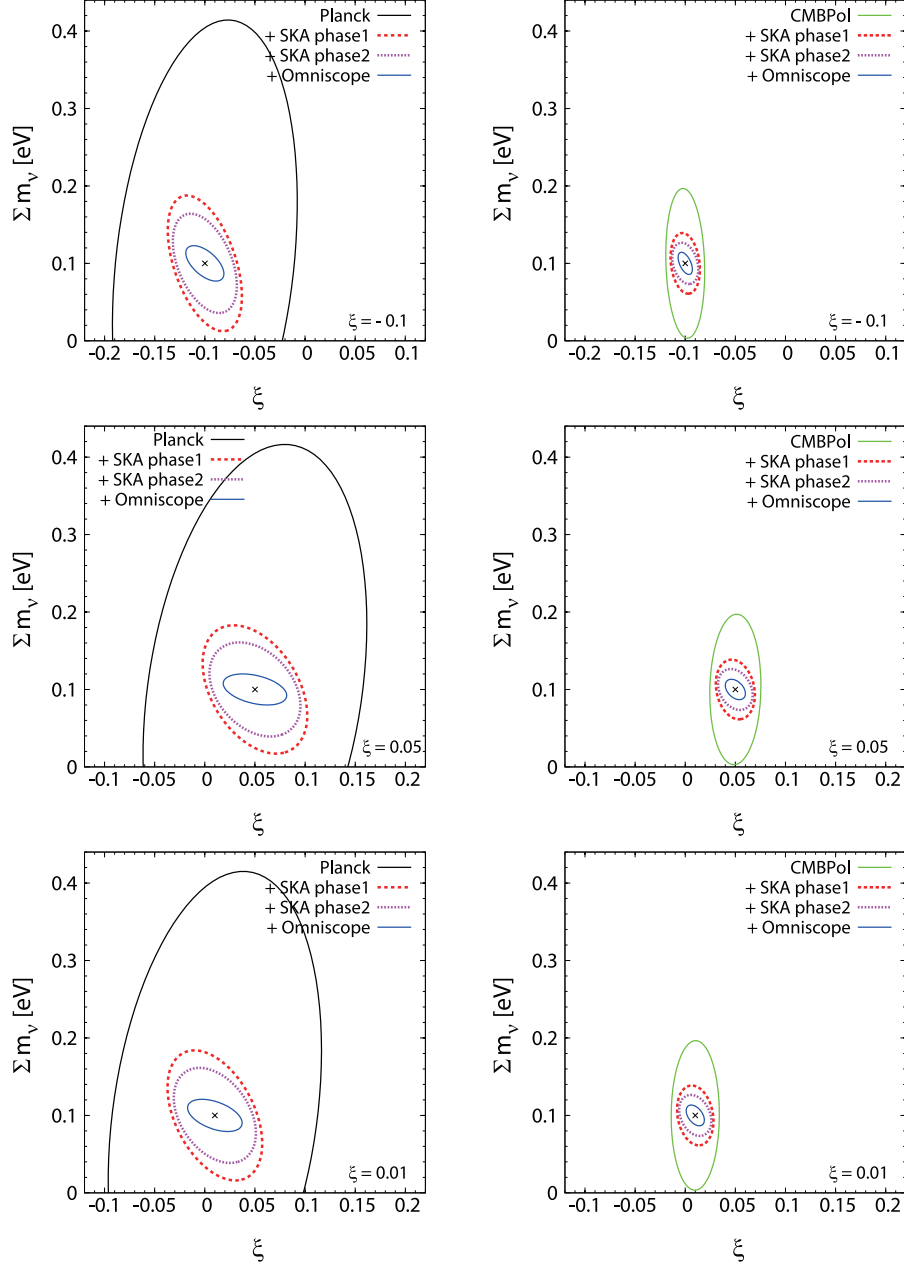 Planck
+ SKA phase1
+ SKA phase2
+ Omniscope
0.4
0.3
0.2
0.1
0
Σ m_ν [eV]
ξ = - 0.1
-0.2 -0.15 -0.1 -0.05 0 0.05 0.1
ξ
CMBPol
+ SKA phase1
+ SKA phase2
+ Omniscope
0.4
0.3
0.2
0.1
0
Σ m_ν [eV]
ξ = - 0.1
-0.2 -0.15 -0.1 -0.05 0 0.05 0.1
ξ
Planck
+ SKA phase1
+ SKA phase2
+ Omniscope
0.4
0.3
0.2
0.1
0
Σ m_ν [eV]
ξ = 0.05
-0.1 -0.05 0 0.05 0.1 0.15 0.2
ξ
CMBPol
+ SKA phase1
+ SKA phase2
+ Omniscope
0.4
0.3
0.2
0.1
0
Σ m_ν [eV]
ξ = 0.05
-0.1 -0.05 0 0.05 0.1 0.15 0.2
ξ
Planck
+ SKA phase1
+ SKA phase2
+ Omniscope
0.4
0.3
0.2
0.1
0
Σ m_ν [eV]
ξ = 0.01
-0.1 -0.05 0 0.05 0.1 0.15 0.2
ξ
CMBPol
+ SKA phase1
+ SKA phase2
+ Omniscope
0.4
0.3
0.2
0.1
0
Σ m_ν [eV]
ξ = 0.01
-0.1 -0.05 0 0.05 0.1 0.15 0.2
ξ